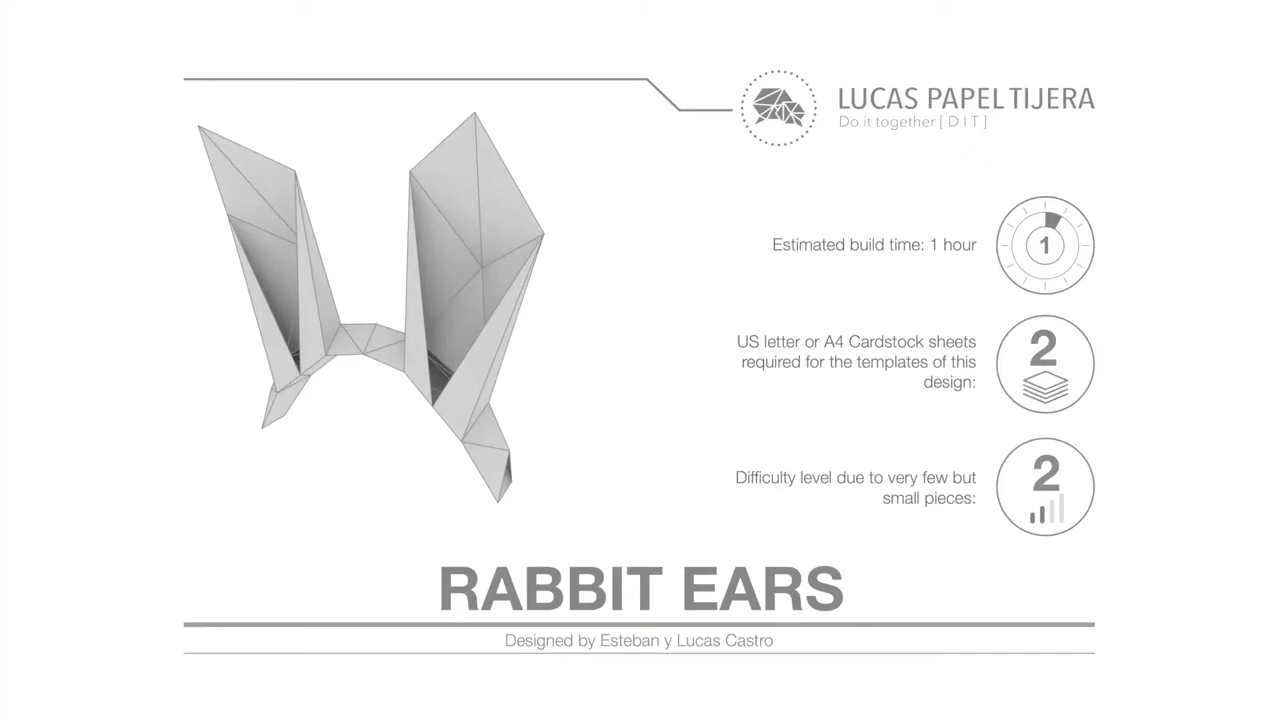 LUCAS PAPEL TIJERA
Do it together [ D I T ]
Estimated build time: 1 hour
1
US letter or A4 Cardstock sheets
required for the templates of this
design:
2
Difficulty level due to very few but
small pieces:
2
RABBIT EARS
Designed by Esteban y Lucas Castro